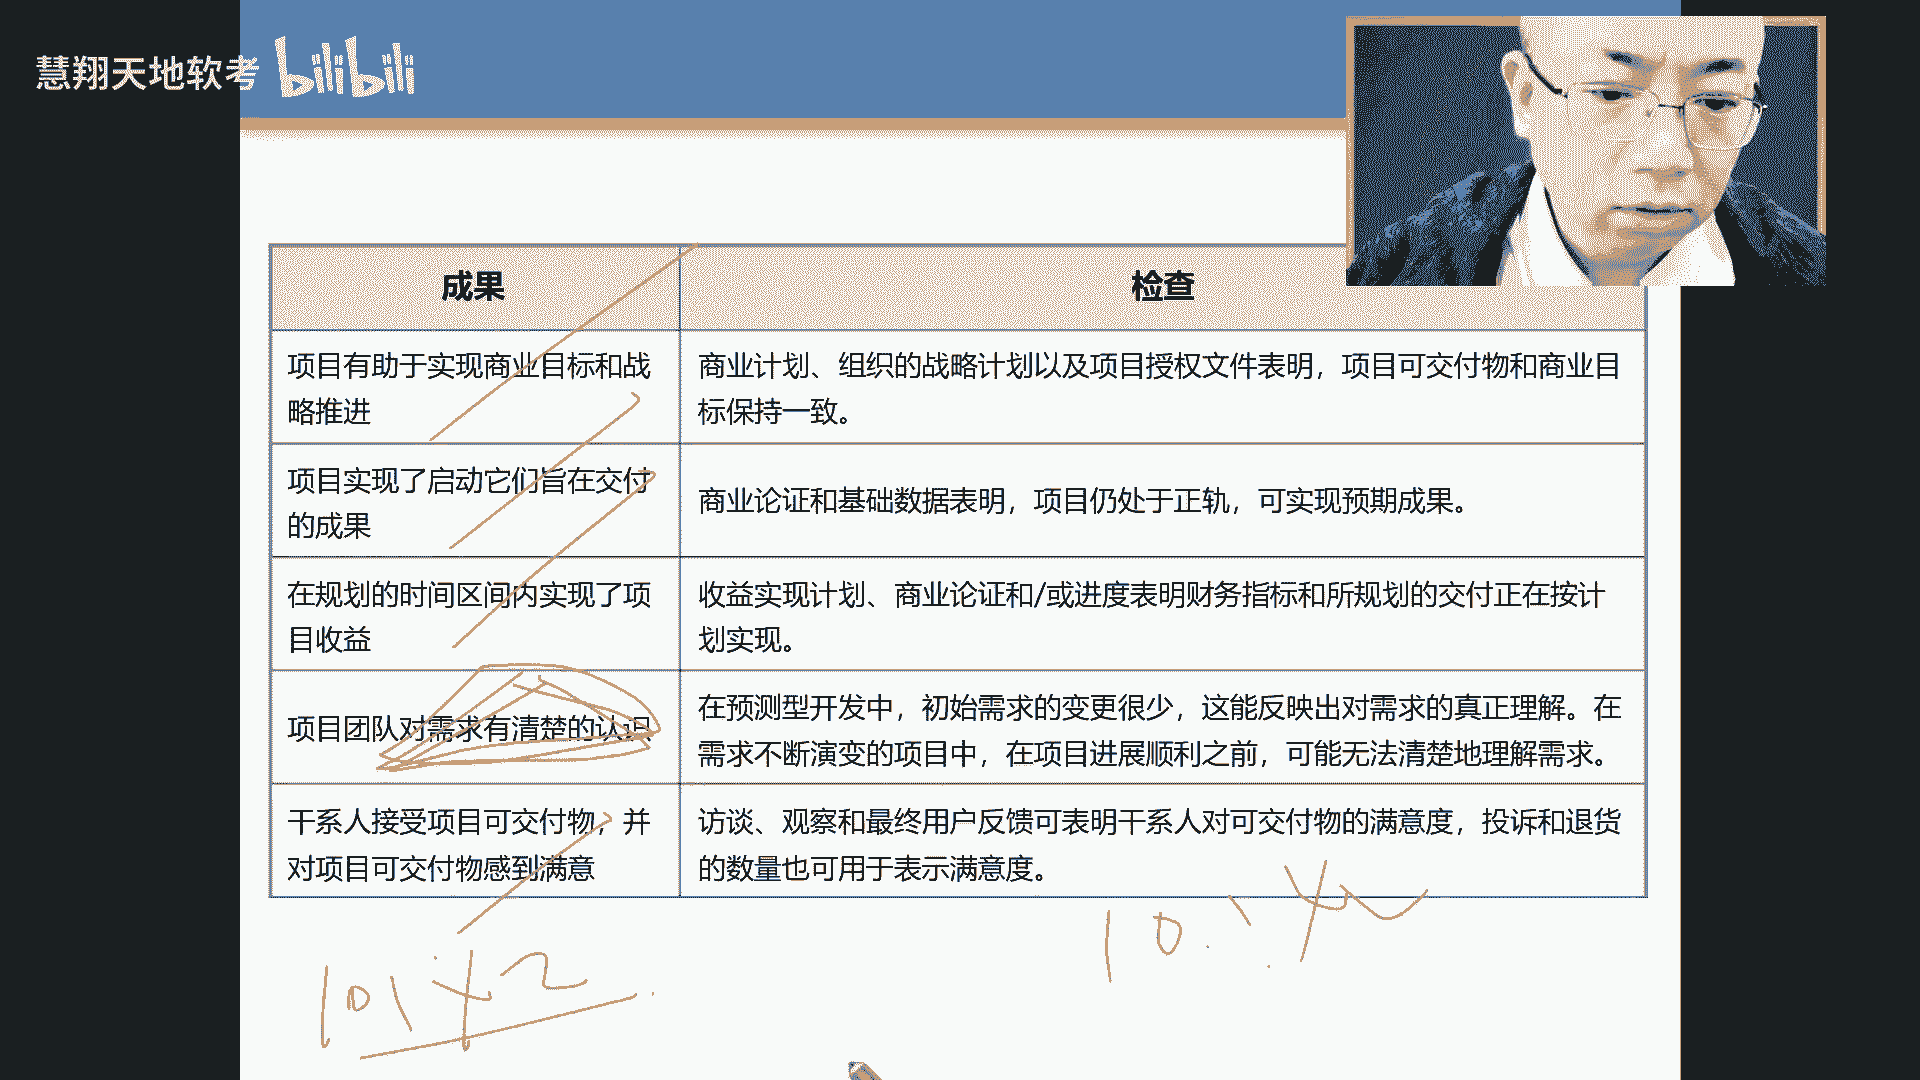 慧翔天地软考 bilibili
成果
检查
项目有助于实现商业目标和战
略推进
商业计划、组织的战略计划以及项目授权文件表明，项目可交付物和商业目
标保持一致。
项目实现了启动它们旨在交付
的成果
商业论证和基础数据表明，项目仍处于正轨，可实现预期成果。
在规划的时间区间内实现了项
目收益
收益实现计划、商业论证和/或进度表明财务指标和所规划的交付正在按计
划实现。
项目团队对需求有清楚的认识
在预测型开发中，初始需求的变更很少，这能反映出对需求的真正理解。在
需求不断演变的项目中，在项目进展顺利之前，可能无法清楚地理解需求。
干系人接受项目可交付物，并
对项目可交付物感到满意
访谈、观察和最终用户反馈可表明干系人对可交付物的满意度，投诉和退货
的数量也可用于表示满意度。